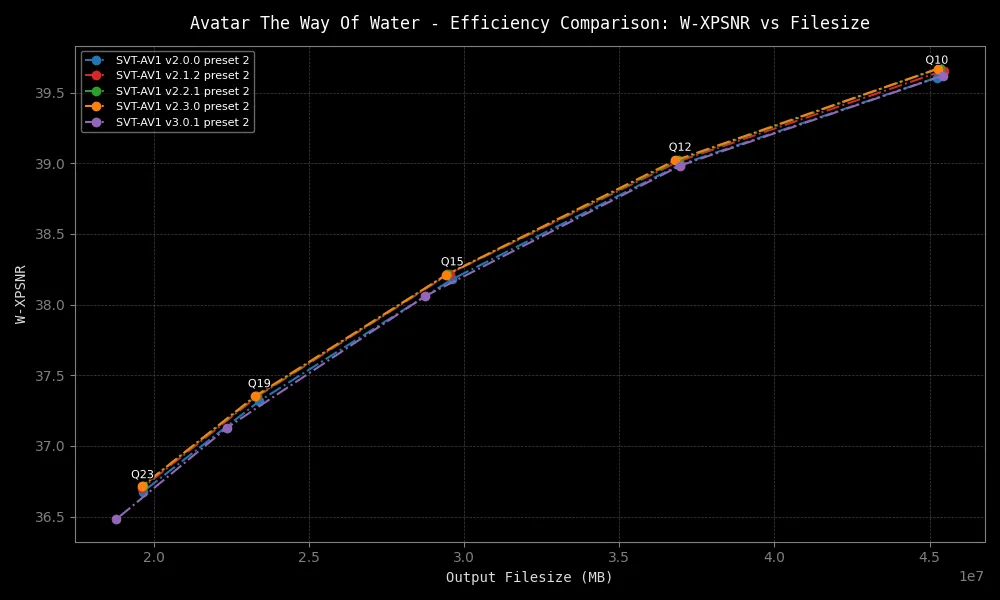 Avatar The Way Of Water - Efficiency Comparison: W-XPSNR vs Filesize
SVT-AV1 v2.0.0 preset 2
SVT-AV1 v2.1.2 preset 2
SVT-AV1 v2.2.1 preset 2
SVT-AV1 v2.3.0 preset 2
SVT-AV1 v3.0.1 preset 2
Q10
Q12
Q15
Q19
Q23
W-XPSNR
39.5
39.0
38.5
38.0
37.5
37.0
36.5
2.0 2.5 3.0 3.5 4.0 4.5
1e7
Output Filesize (MB)